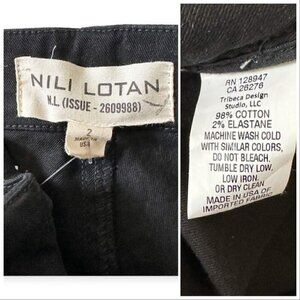 NILI LOTAN
N.L. (ISSUE - 2609988)
2
MADE IN
USA
RN 128947
CA 26276
Tribeca Design
Studio, LLC
98% COTTON
2% ELASTANE
MACHINE WASH COLD
WITH SIMILAR COLORS,
DO NOT BLEACH.
TUMBLE DRY LOW,
LOW IRON,
OR DRY CLEAN
MADE IN USA OF
IMPORTED FABRIC